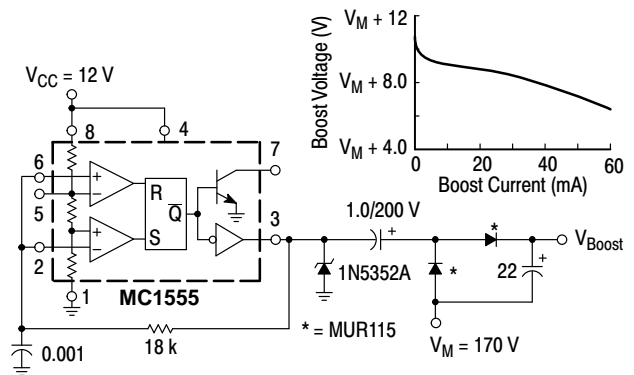 V_M + 12
V_M + 8.0
V_M + 4.0
Boost Voltage (V)
0 20 40 60
Boost Current (mA)
V_CC = 12 V
8
4
7
6
5
2
3
1
+
−
+
−
R
Q̅
S
MC1555
1.0/200 V
+
1N5352A
*
*
22
+
V_Boost
V_M = 170 V
* = MUR115
18 k
0.001